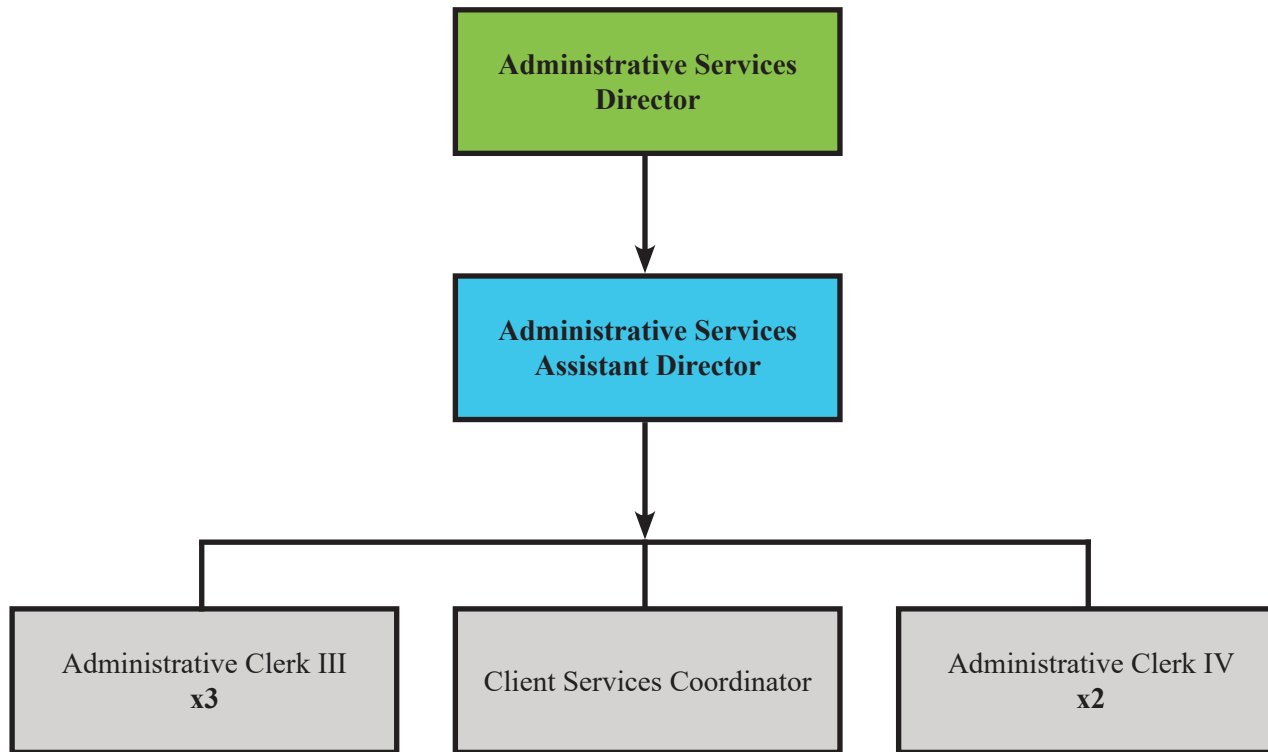 Administrative Services
Director
Administrative Services
Assistant Director
Administrative Clerk III
x3
Client Services Coordinator
Administrative Clerk IV
x2